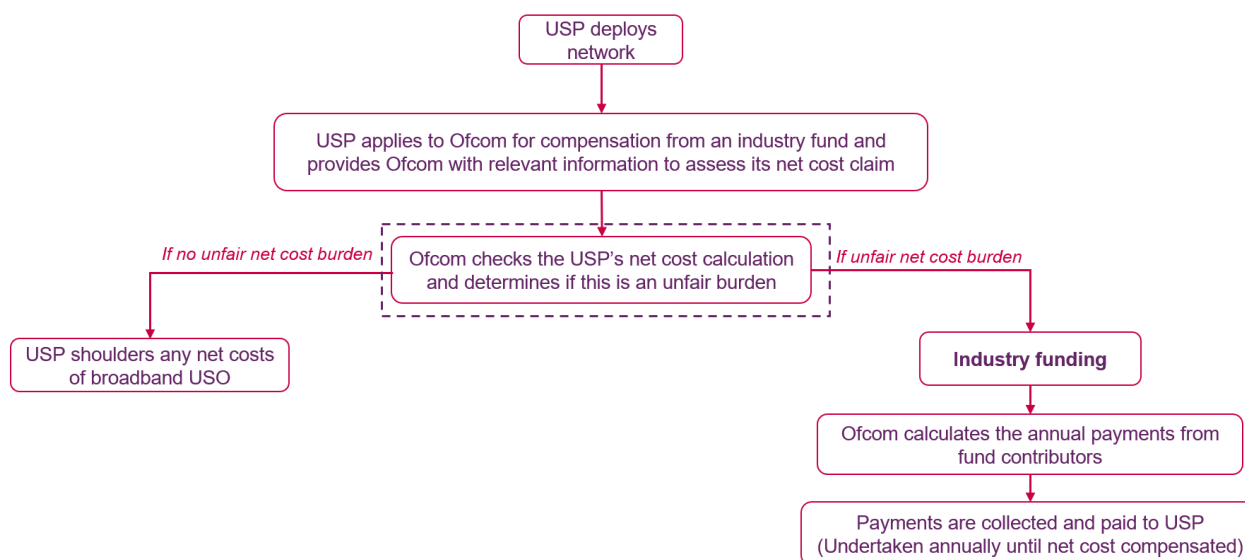 USP deploys
network
USP applies to Ofcom for compensation from an industry fund and
provides Ofcom with relevant information to assess its net cost claim
If no unfair net cost burden
Ofcom checks the USP’s net cost calculation
and determines if this is an unfair burden
If unfair net cost burden
USP shoulders any net costs
of broadband USO
Industry funding
Ofcom calculates the annual payments from
fund contributors
Payments are collected and paid to USP
(Undertaken annually until net cost compensated)